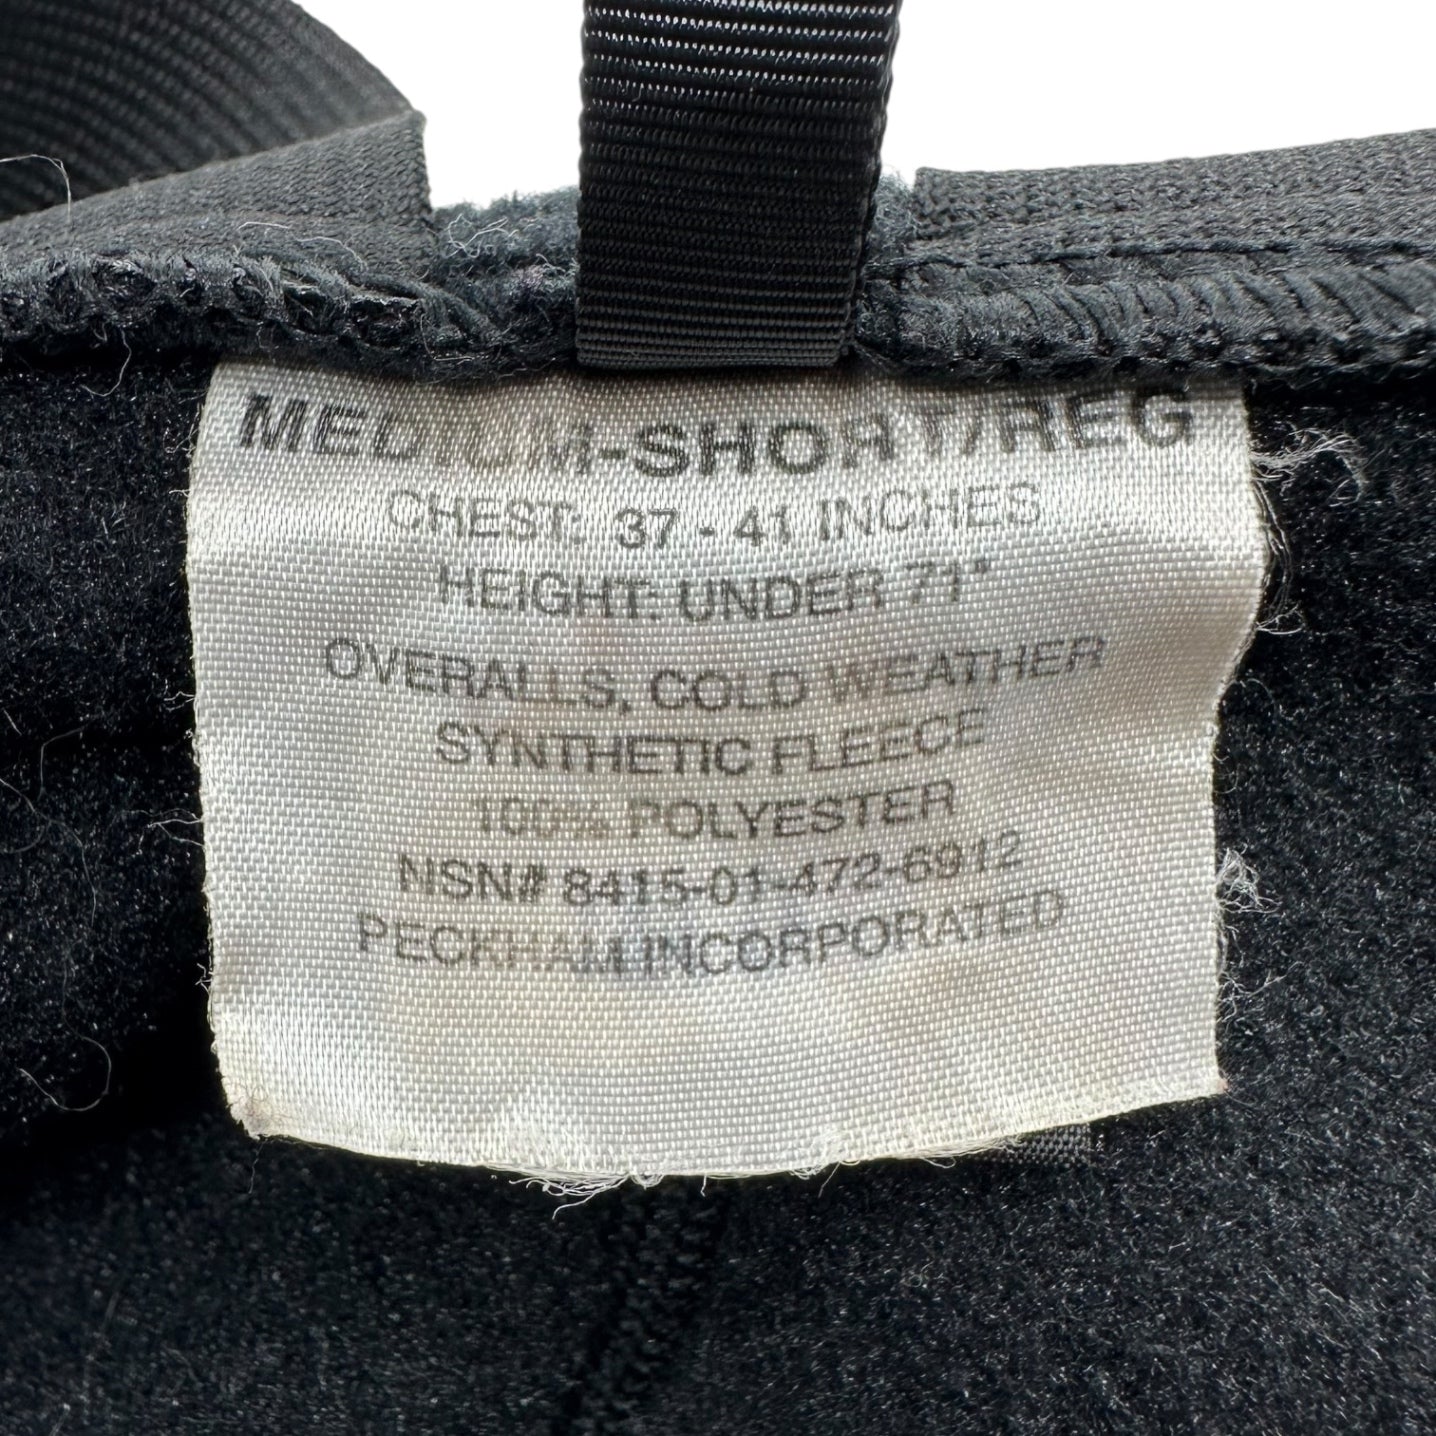 MEDIUM-SHORT/REG
CHEST: 37 - 41 INCHES
HEIGHT: UNDER 71"
OVERALLS, COLD WEATHER
SYNTHETIC FLEECE
100% POLYESTER
NSN# 8415-01-472-6912
PECKHAM INCORPORATED